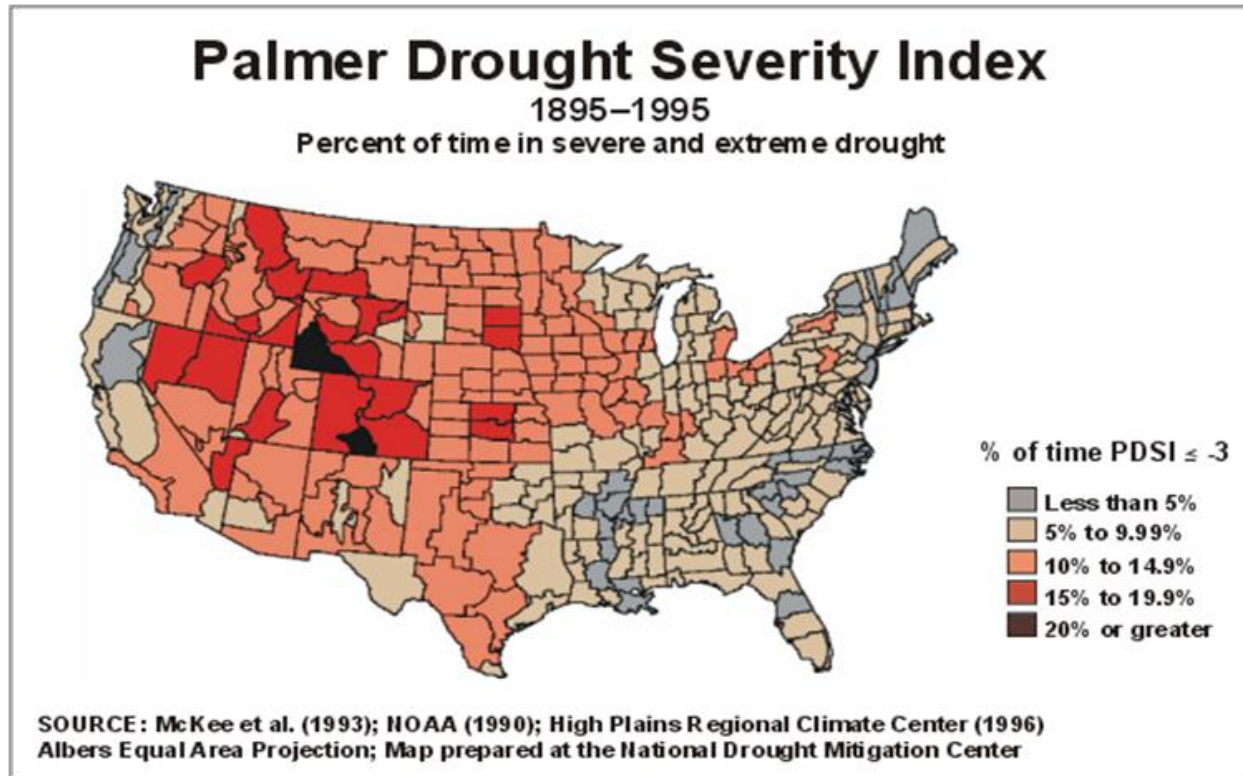 Palmer Drought Severity Index
1895–1995
Percent of time in severe and extreme drought
% of time PDSI ≤ -3
Less than 5%
5% to 9.99%
10% to 14.9%
15% to 19.9%
20% or greater
SOURCE: McKee et al. (1993); NOAA (1990); High Plains Regional Climate Center (1996)
Albers Equal Area Projection; Map prepared at the National Drought Mitigation Center